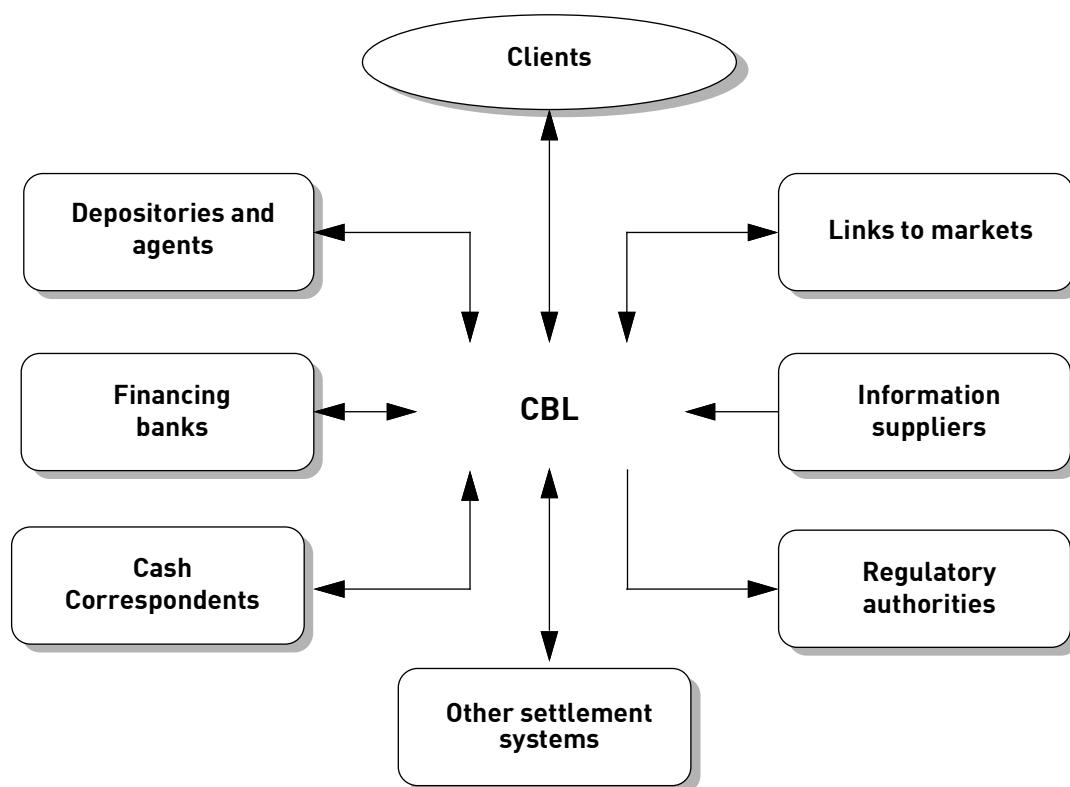 Clients
Depositories and
agents
Links to markets
Financing
banks
CBL
Information
suppliers
Cash
Correspondents
Regulatory
authorities
Other settlement
systems